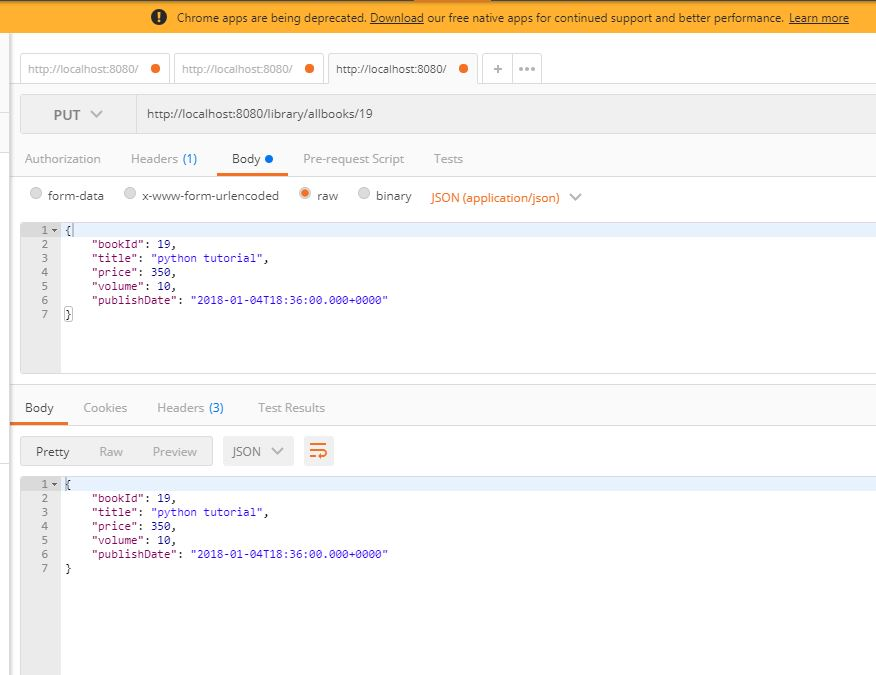 Chrome apps are being deprecated. Download our free native apps for continued support and better performance. Learn more
http://localhost:8080/ http://localhost:8080/ http://localhost:8080/ + •••
PUT http://localhost:8080/library/allbooks/19
Authorization Headers (1) Body Pre-request Script Tests
form-data x-www-form-urlencoded raw binary JSON (application/json)
1 {
2 "bookId": 19,
3 "title": "python tutorial",
4 "price": 350,
5 "volume": 10,
6 "publishDate": "2018-01-04T18:36:00.000+0000"
7 }
Body Cookies Headers (3) Test Results
Pretty Raw Preview JSON
1 {
2 "bookId": 19,
3 "title": "python tutorial",
4 "price": 350,
5 "volume": 10,
6 "publishDate": "2018-01-04T18:36:00.000+0000"
7 }